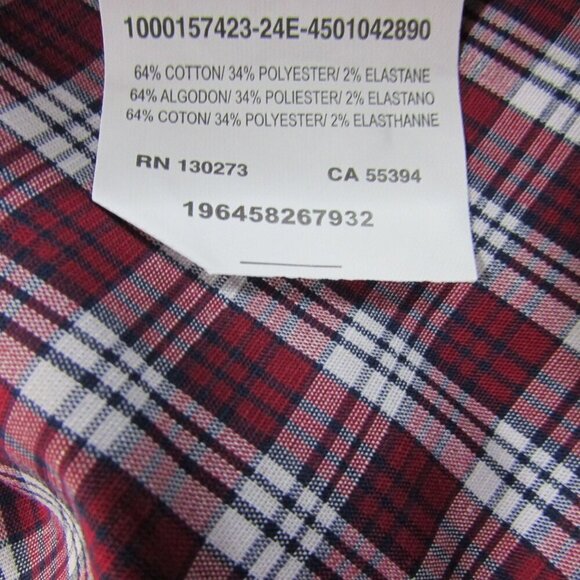 1000157423-24E-4501042890
64% COTTON/ 34% POLYESTER/ 2% ELASTANE
64% ALGODON/ 34% POLIESTER/ 2% ELASTANO
64% COTON/ 34% POLYESTER/ 2% ELASTHANNE
RN 130273 CA 55394
196458267932